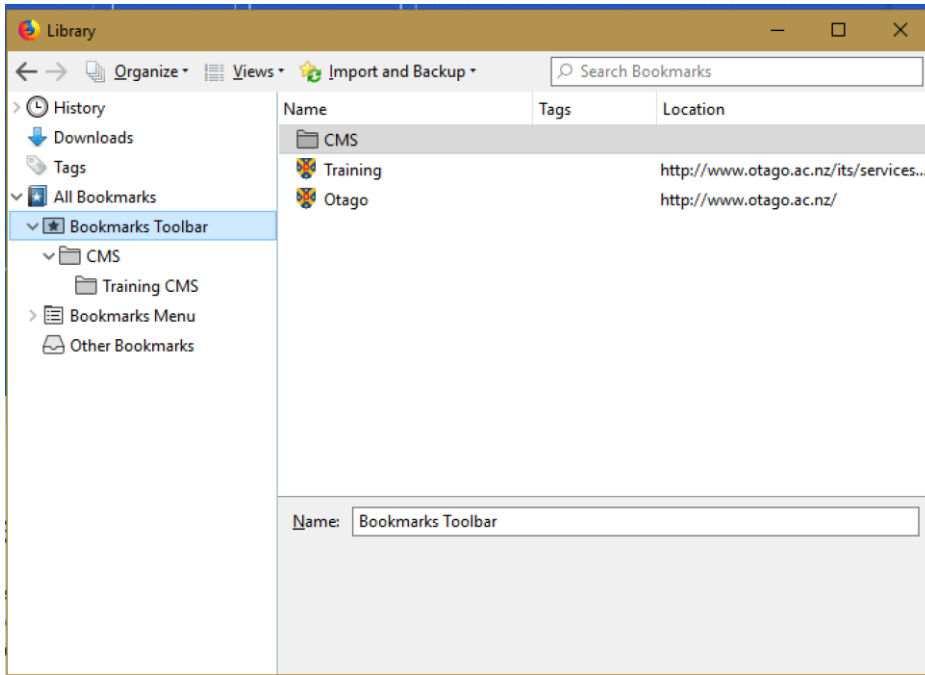 Library
Organize Views Import and Backup Search Bookmarks
History
Downloads
Tags
All Bookmarks
Bookmarks Toolbar
CMS
Training CMS
Bookmarks Menu
Other Bookmarks
Name Tags Location
CMS
Training http://www.otago.ac.nz/its/services...
Otago http://www.otago.ac.nz/
Name: Bookmarks Toolbar